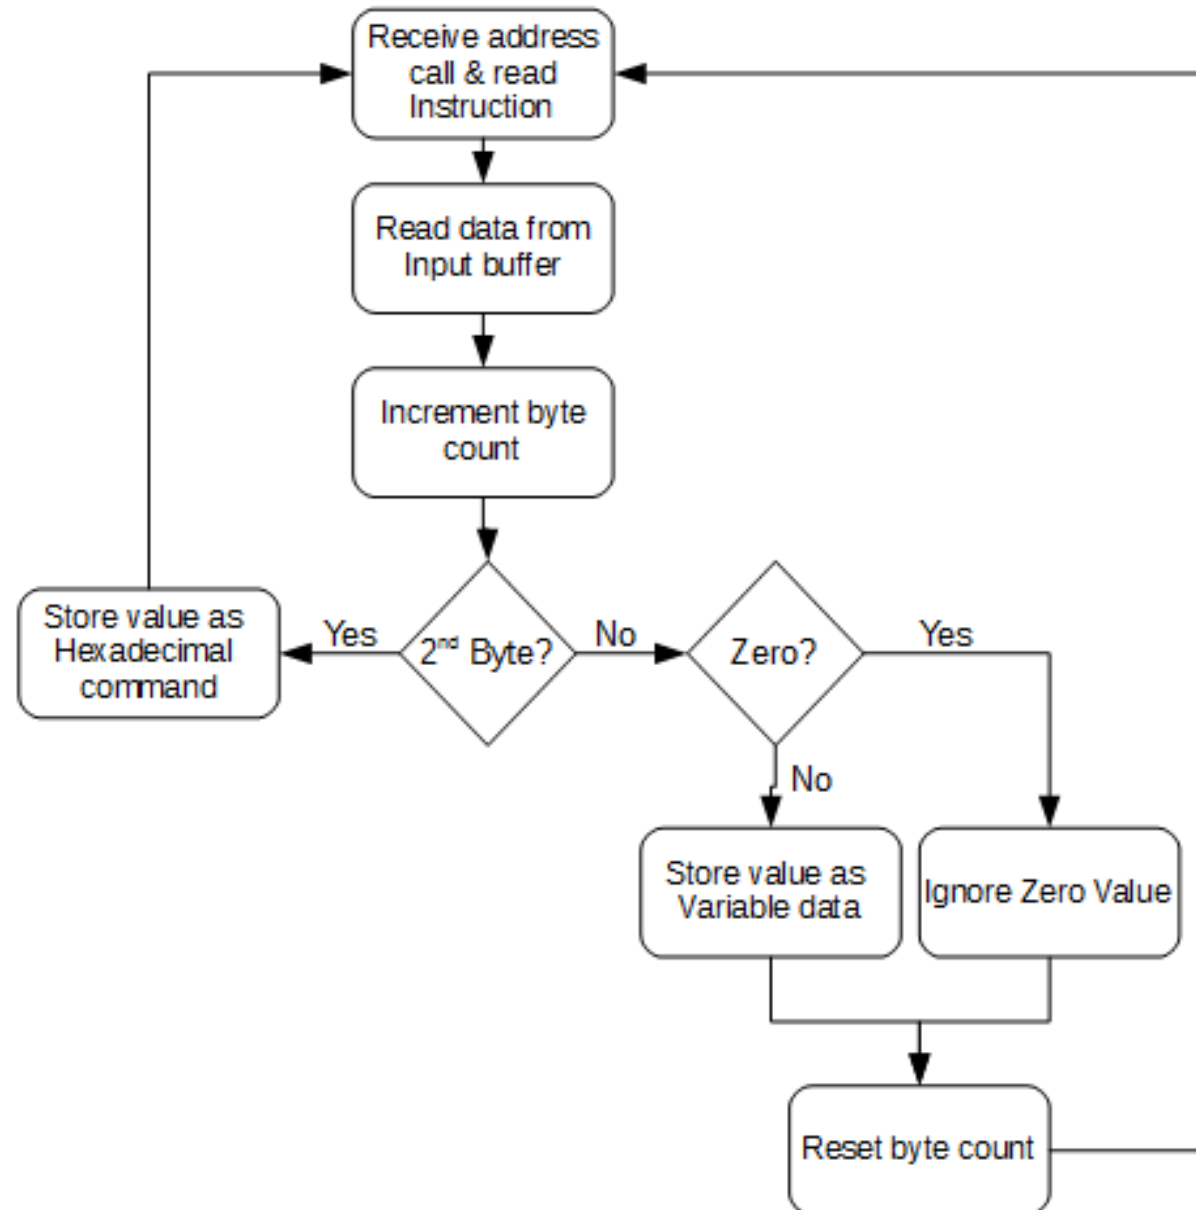 Receive address
call & read
Instruction
Read data from
Input buffer
Increment byte
count
Store value as
Hexadecimal
command
Yes
2nd Byte?
No
Zero?
Yes
No
Store value as
Variable data
Ignore Zero Value
Reset byte count